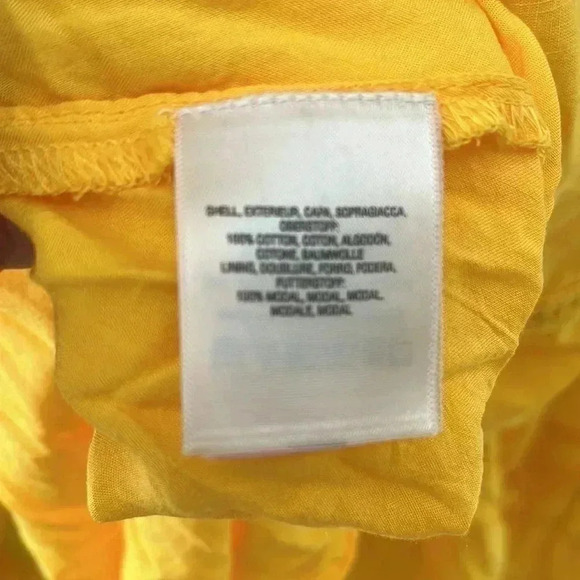 SHELL, EXTERIEUR, CAPA, SOPRAGIACCA,
OBERSTOFF:
100% COTTON, COTON, ALGODÓN,
COTONE, BAUMWOLLE
LINING, DOUBLURE, FORRO, FODERA,
FUTTERSTOFF:
100% MODAL, MODAL, MODAL,
MODALE, MODAL